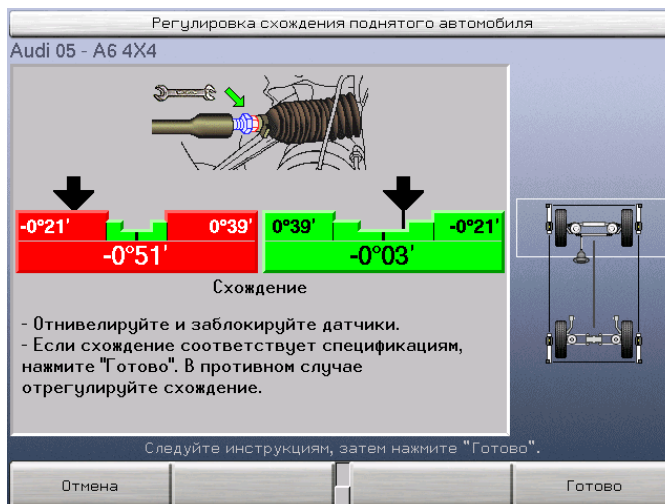 Регулировка схождения поднятого автомобиля
Audi 05 - A6 4X4
-0°21' 0°39' 0°39' -0°21'
-0°51' -0°03'
Схождение
- Отнивелируйте и заблокируйте датчики.
- Если схождение соответствует спецификациям,
нажмите "Готово". В противном случае
отрегулируйте схождение.
Следуйте инструкциям, затем нажмите "Готово".
Отмена Готово